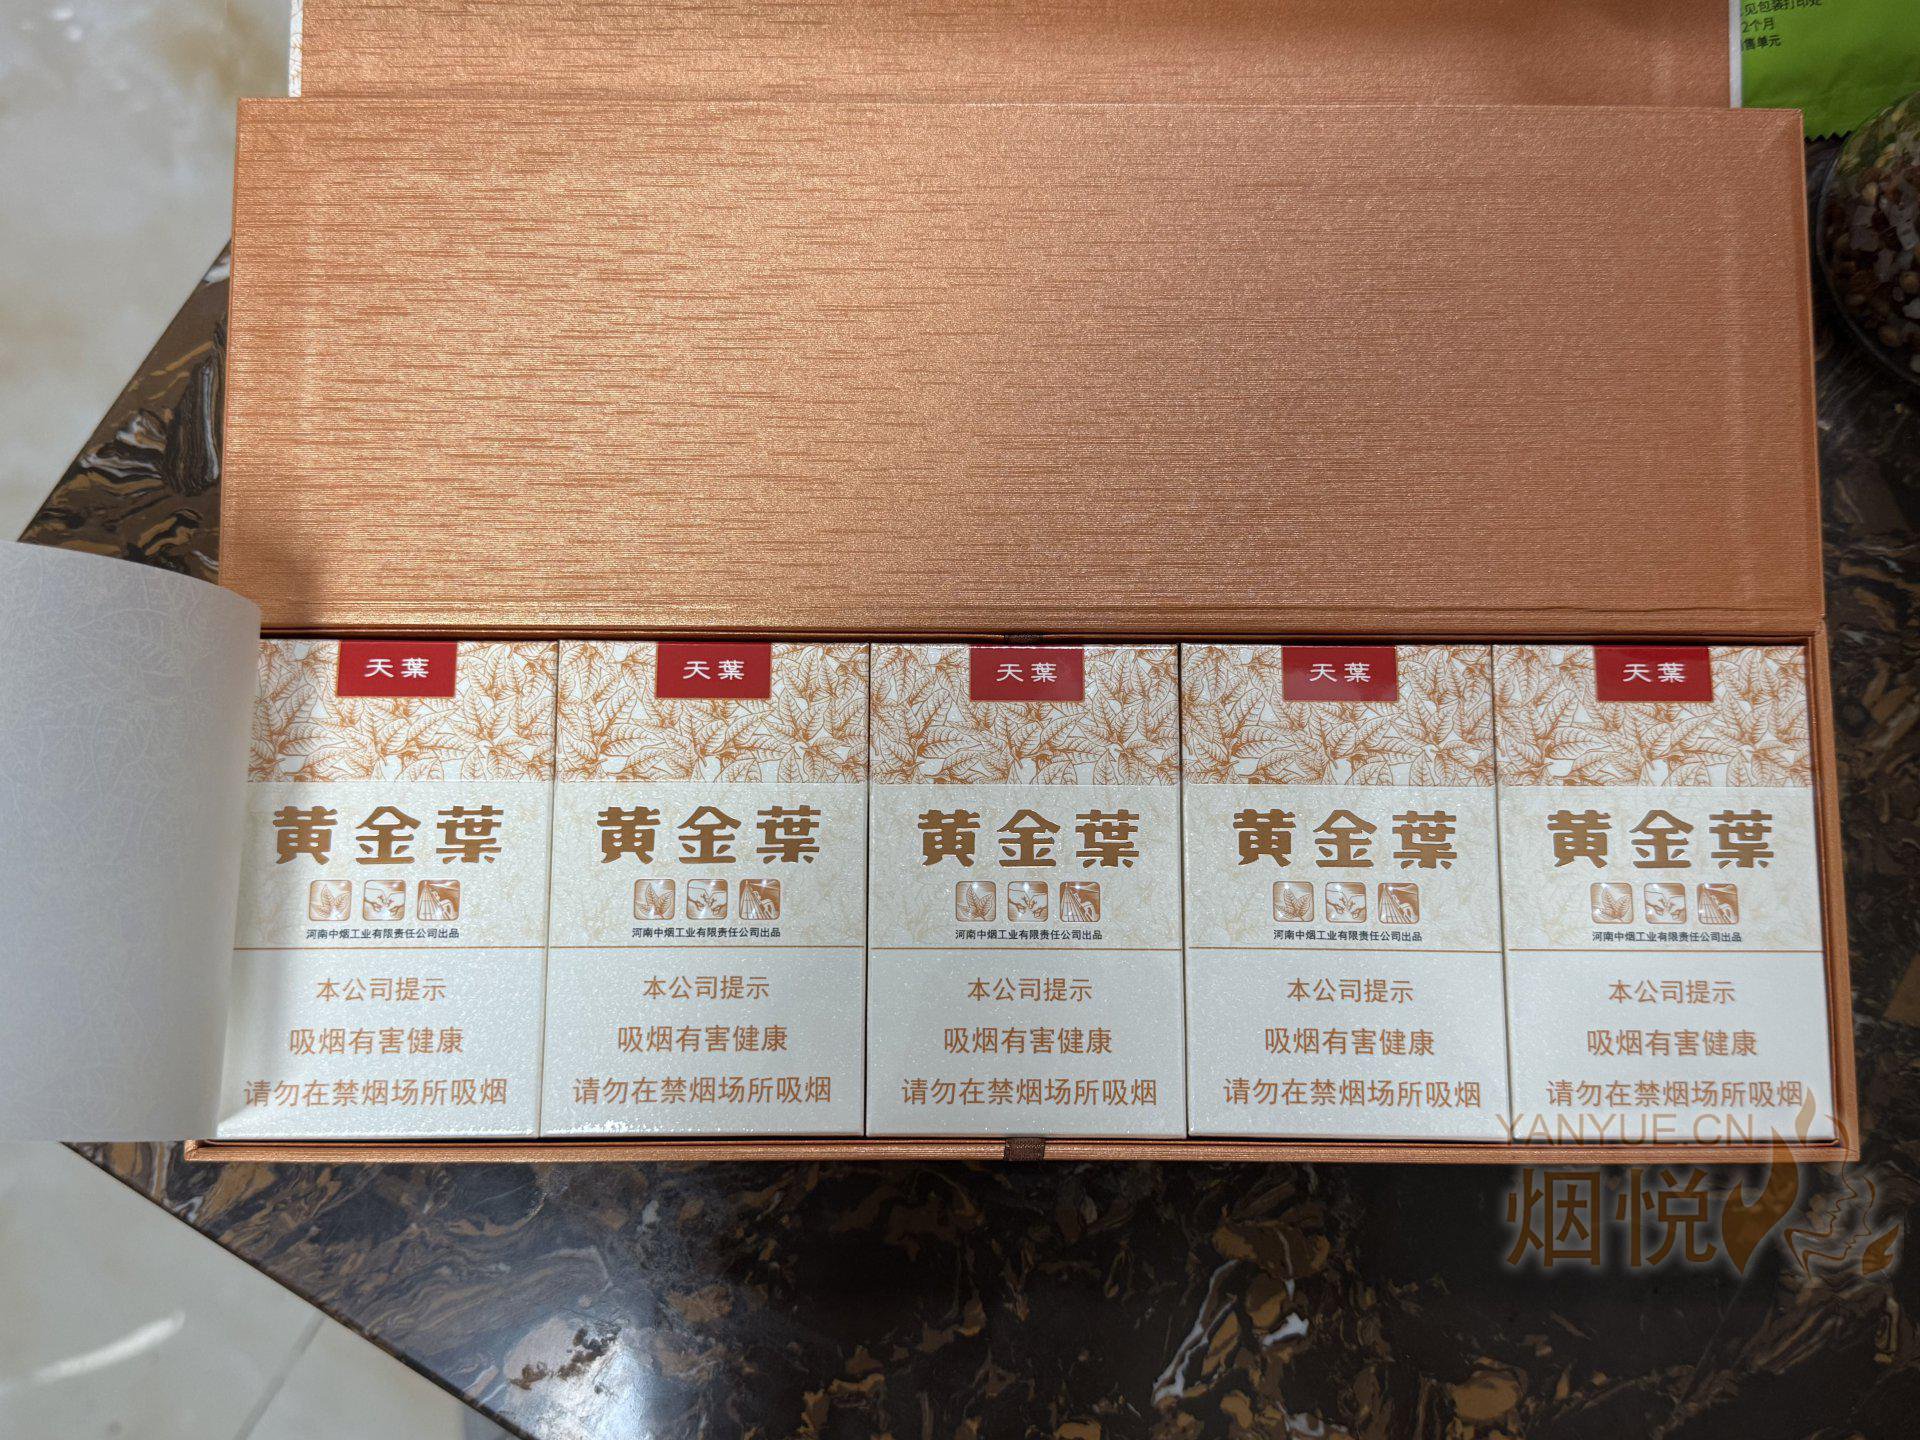 见包装打印处
2个月
售单元
天葉
黄金葉
河南中烟工业有限责任公司出品
本公司提示
吸烟有害健康
请勿在禁烟场所吸烟
天葉
黄金葉
河南中烟工业有限责任公司出品
本公司提示
吸烟有害健康
请勿在禁烟场所吸烟
天葉
黄金葉
河南中烟工业有限责任公司出品
本公司提示
吸烟有害健康
请勿在禁烟场所吸烟
天葉
黄金葉
河南中烟工业有限责任公司出品
本公司提示
吸烟有害健康
请勿在禁烟场所吸烟
天葉
黄金葉
河南中烟工业有限责任公司出品
本公司提示
吸烟有害健康
请勿在禁烟场所吸烟
YANYUE.CN
烟悦